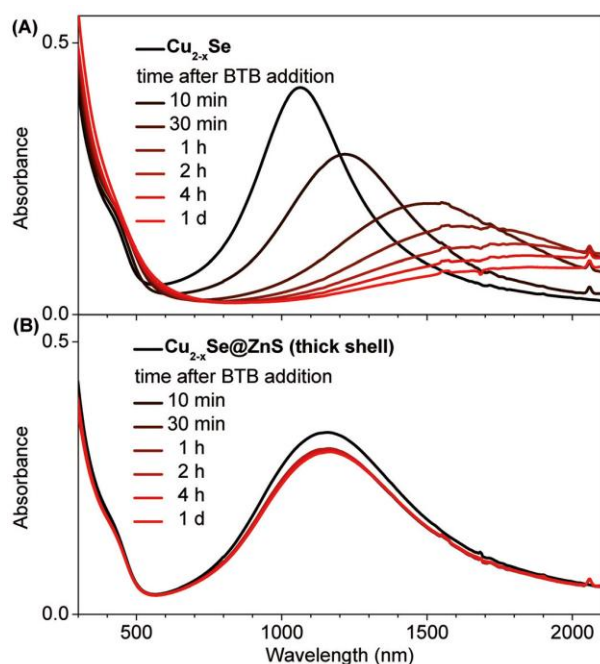 (A)
0.5
Cu2-xSe
time after BTB addition
10 min
30 min
1 h
2 h
4 h
1 d
Absorbance
0.0
(B)
0.5
Cu2-xSe@ZnS (thick shell)
time after BTB addition
10 min
30 min
1 h
2 h
4 h
1 d
Absorbance
0.0
500 1000 1500 2000
Wavelength (nm)